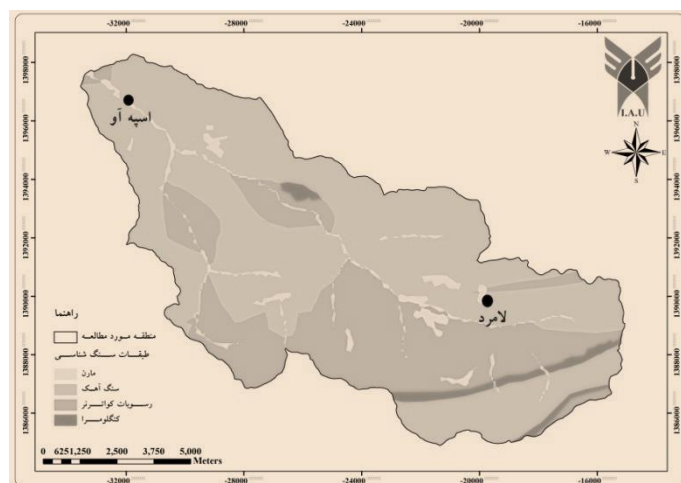 -32000 -28000 -24000 -20000 -16000
1398000
1396000
1394000
1392000
1390000
1388000
1386000
I.A.U
N
W E
S
اسپه آو
لامرد
راهنما
منطقه مورد مطالعه
طبقات سنگ شناسی
مارن
سنگ آهک
رسوبات کواترنر
کنگلومرا
0 625 1,250 2,500 3,750 5,000
Meters
-32000 -28000 -24000 -20000 -16000